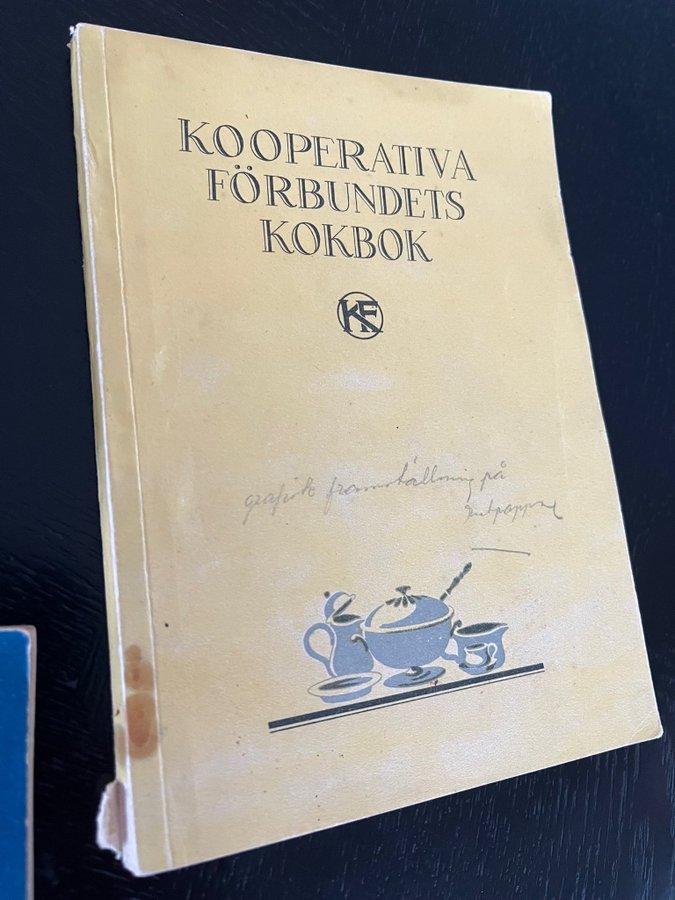 KOOPERATIVA
FÖRBUNDETS
KOKBOK
KF
grafisk framställning på